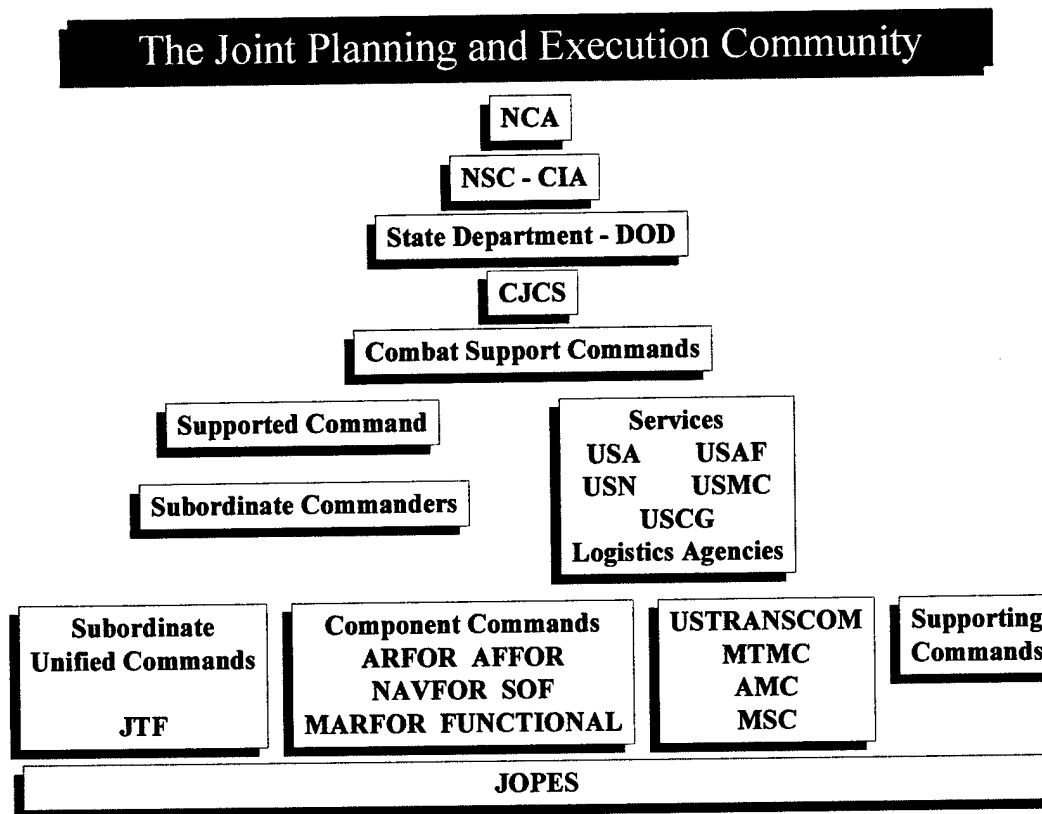 The Joint Planning and Execution Community
NCA
NSC - CIA
State Department - DOD
CJCS
Combat Support Commands
Supported Command
Subordinate Commanders
Services
USA USAF
USN USMC
USCG
Logistics Agencies
Subordinate
Unified Commands
JTF
Component Commands
ARFOR AFFOR
NAVFOR SOF
MARFOR FUNCTIONAL
USTRANSCOM
MTMC
AMC
MSC
Supporting
Commands
JOPES